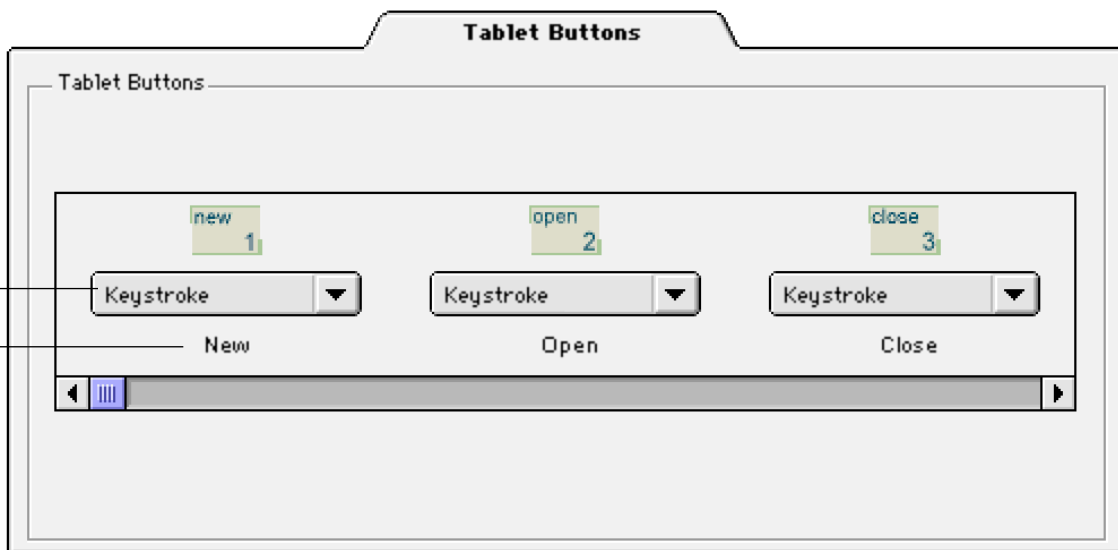 Tablet Buttons
Tablet Buttons
new open close
1 2 3
Keystroke Keystroke Keystroke
New Open Close